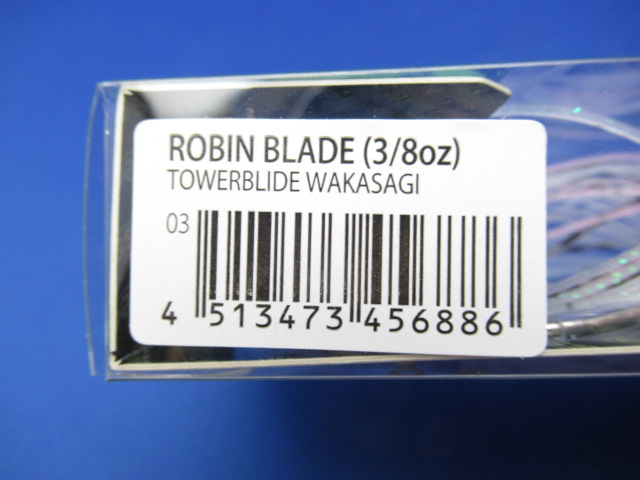 ROBIN BLADE (3/8oz)
TOWERBLIDE WAKASAGI
03
4 513473 456886